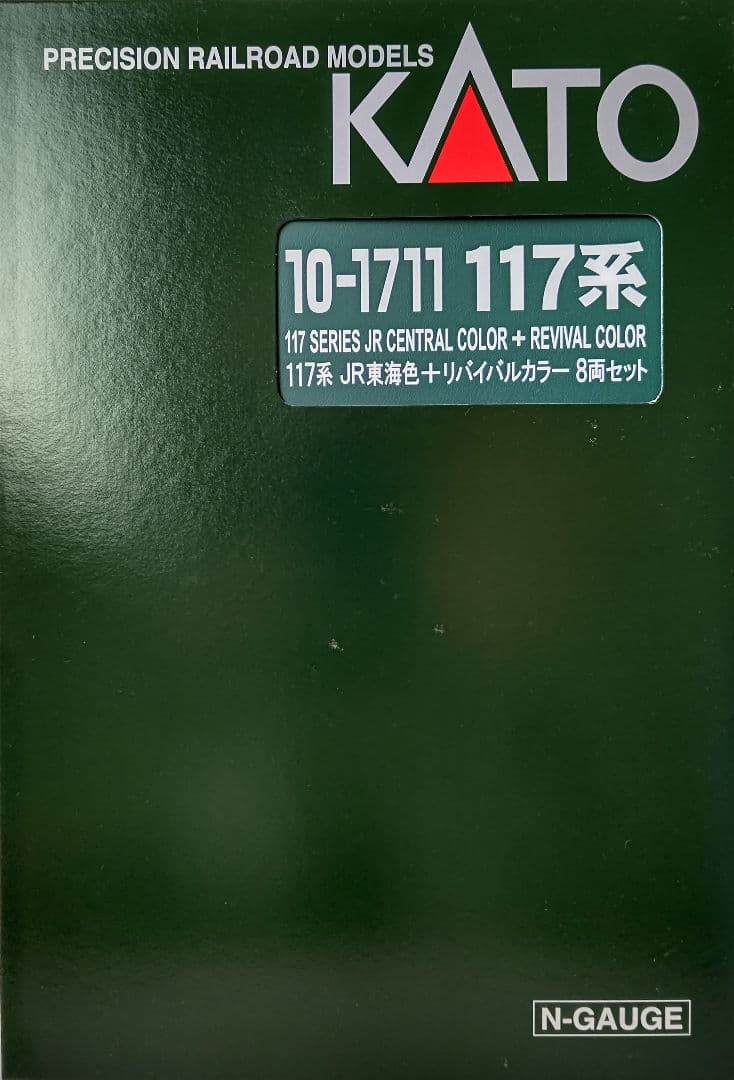 PRECISION RAILROAD MODELS
KATO
10-1711 117系
117 SERIES JR CENTRAL COLOR + REVIVAL COLOR
117系 JR東海色+リバイバルカラー 8両セット
N-GAUGE